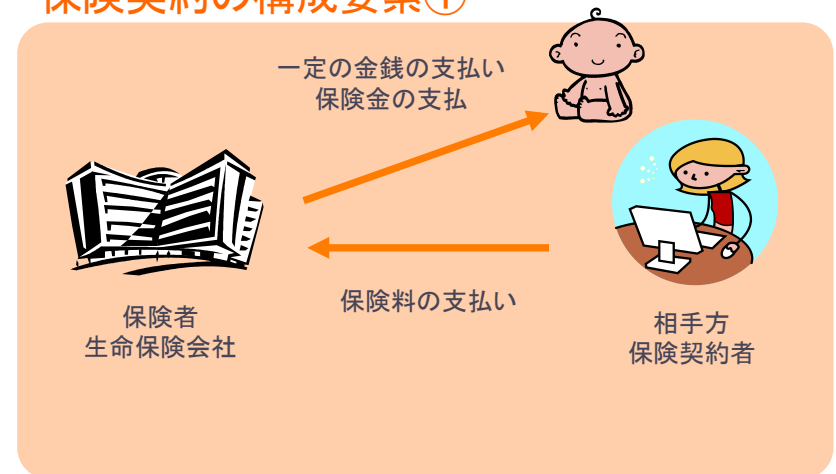 保険契約の構成要素①
一定の金銭の支払い
保険金の支払
保険料の支払い
保険者
生命保険会社
相手方
保険契約者